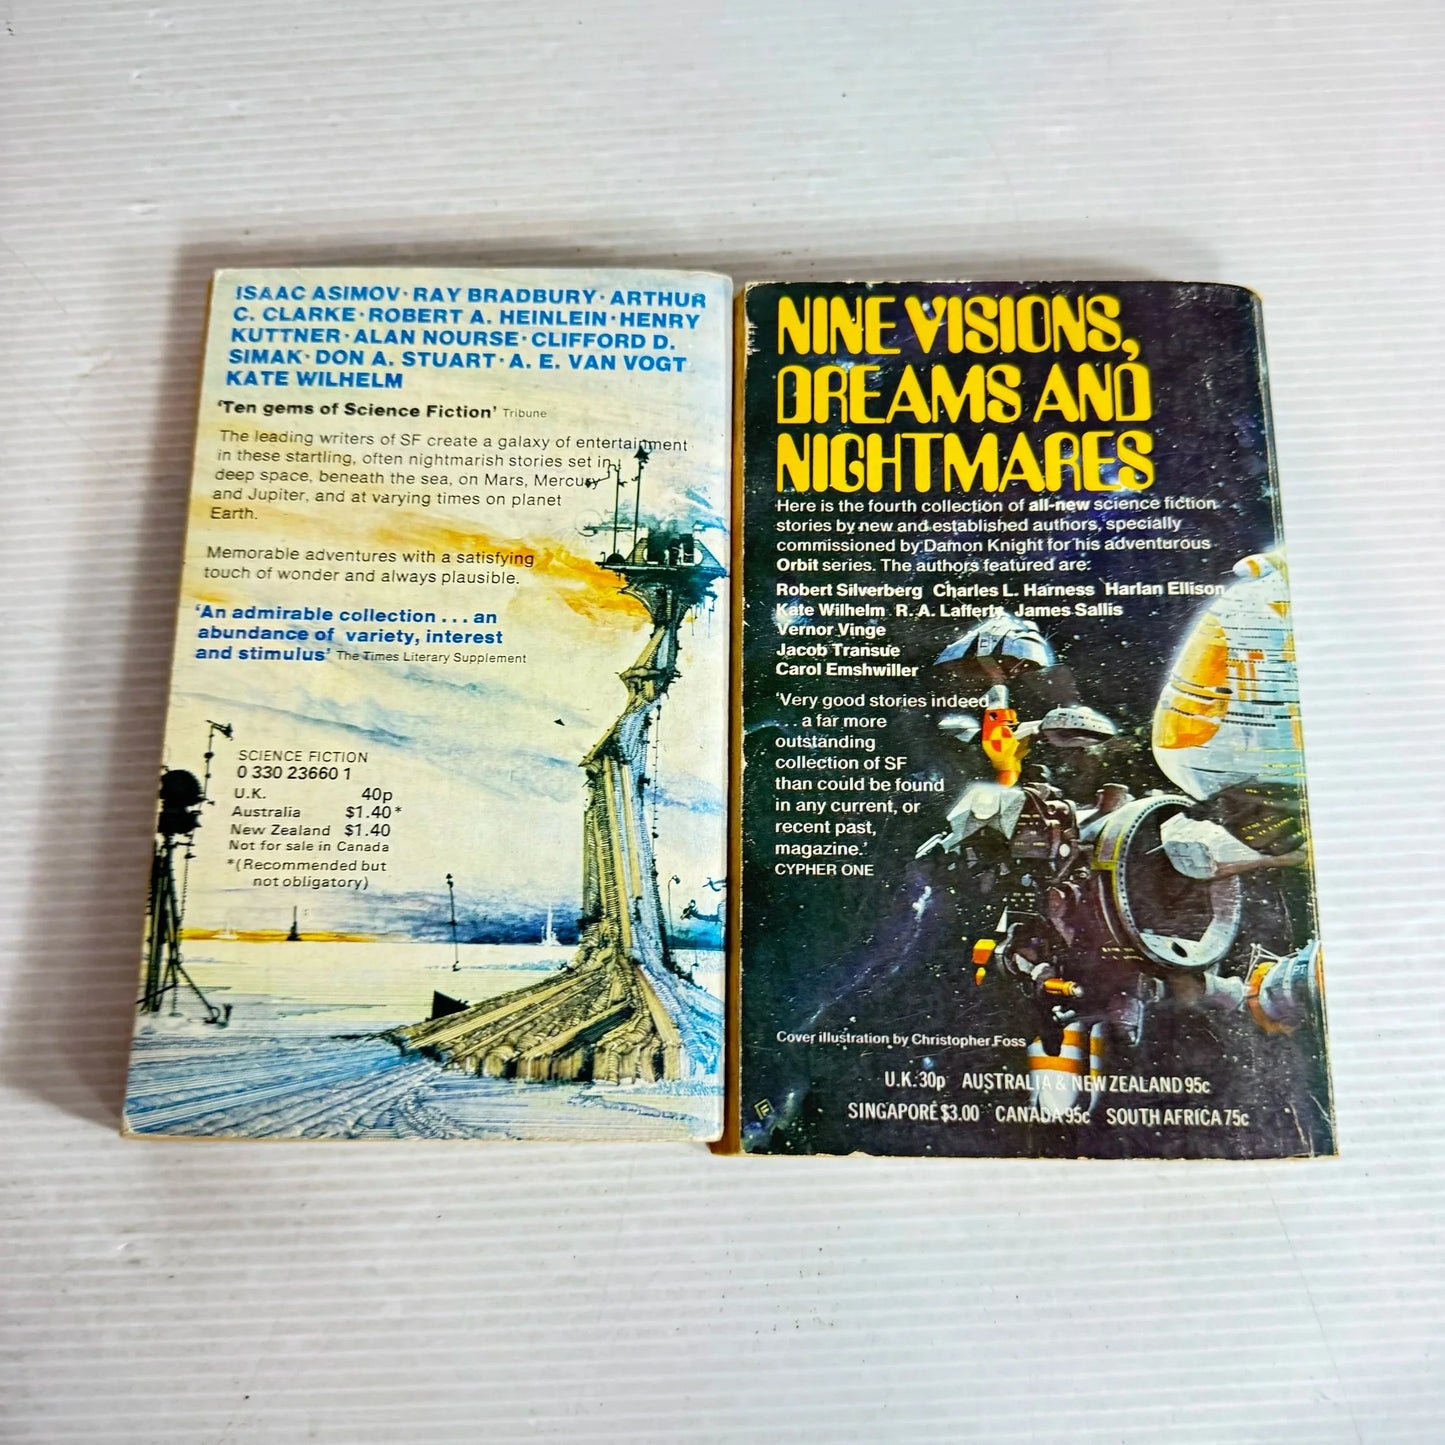 ISAAC ASIMOV · RAY BRADBURY · ARTHUR
C. CLARKE · ROBERT A. HEINLEIN · HENRY
KUTTNER · ALAN NOURSE · CLIFFORD D.
SIMAK · DON A. STUART · A. E. VAN VOGT
KATE WILHELM
‘Ten gems of Science Fiction’ Tribune
The leading writers of SF create a galaxy of entertainment
in these startling, often nightmarish stories set in
deep space, beneath the sea, on Mars, Mercury
and Jupiter, and at varying times on planet
Earth.
Memorable adventures with a satisfying
touch of wonder and always plausible.
‘An admirable collection . . . an
abundance of variety, interest
and stimulus’ The Times Literary Supplement
SCIENCE FICTION
0 330 23660 1
U.K. 40p
Australia $1.40*
New Zealand $1.40
Not for sale in Canada
*(Recommended but
not obligatory)
NINE VISIONS,
DREAMS AND
NIGHTMARES
Here is the fourth collection of all-new science fiction
stories by new and established authors, specially
commissioned by Damon Knight for his adventurous
Orbit series. The authors featured are:
Robert Silverberg Charles L. Harness Harlan Ellison
Kate Wilhelm R. A. Lafferty James Sallis
Vernor Vinge
Jacob Transue
Carol Emshwiller
‘Very good stories indeed
. . . a far more
outstanding
collection of SF
than could be found
in any current, or
recent past,
magazine.’
CYPHER ONE
Cover illustration by Christopher Foss
U.K. 30p AUSTRALIA & NEW ZEALAND 95c
SINGAPORE $3.00 CANADA 95c SOUTH AFRICA 75c